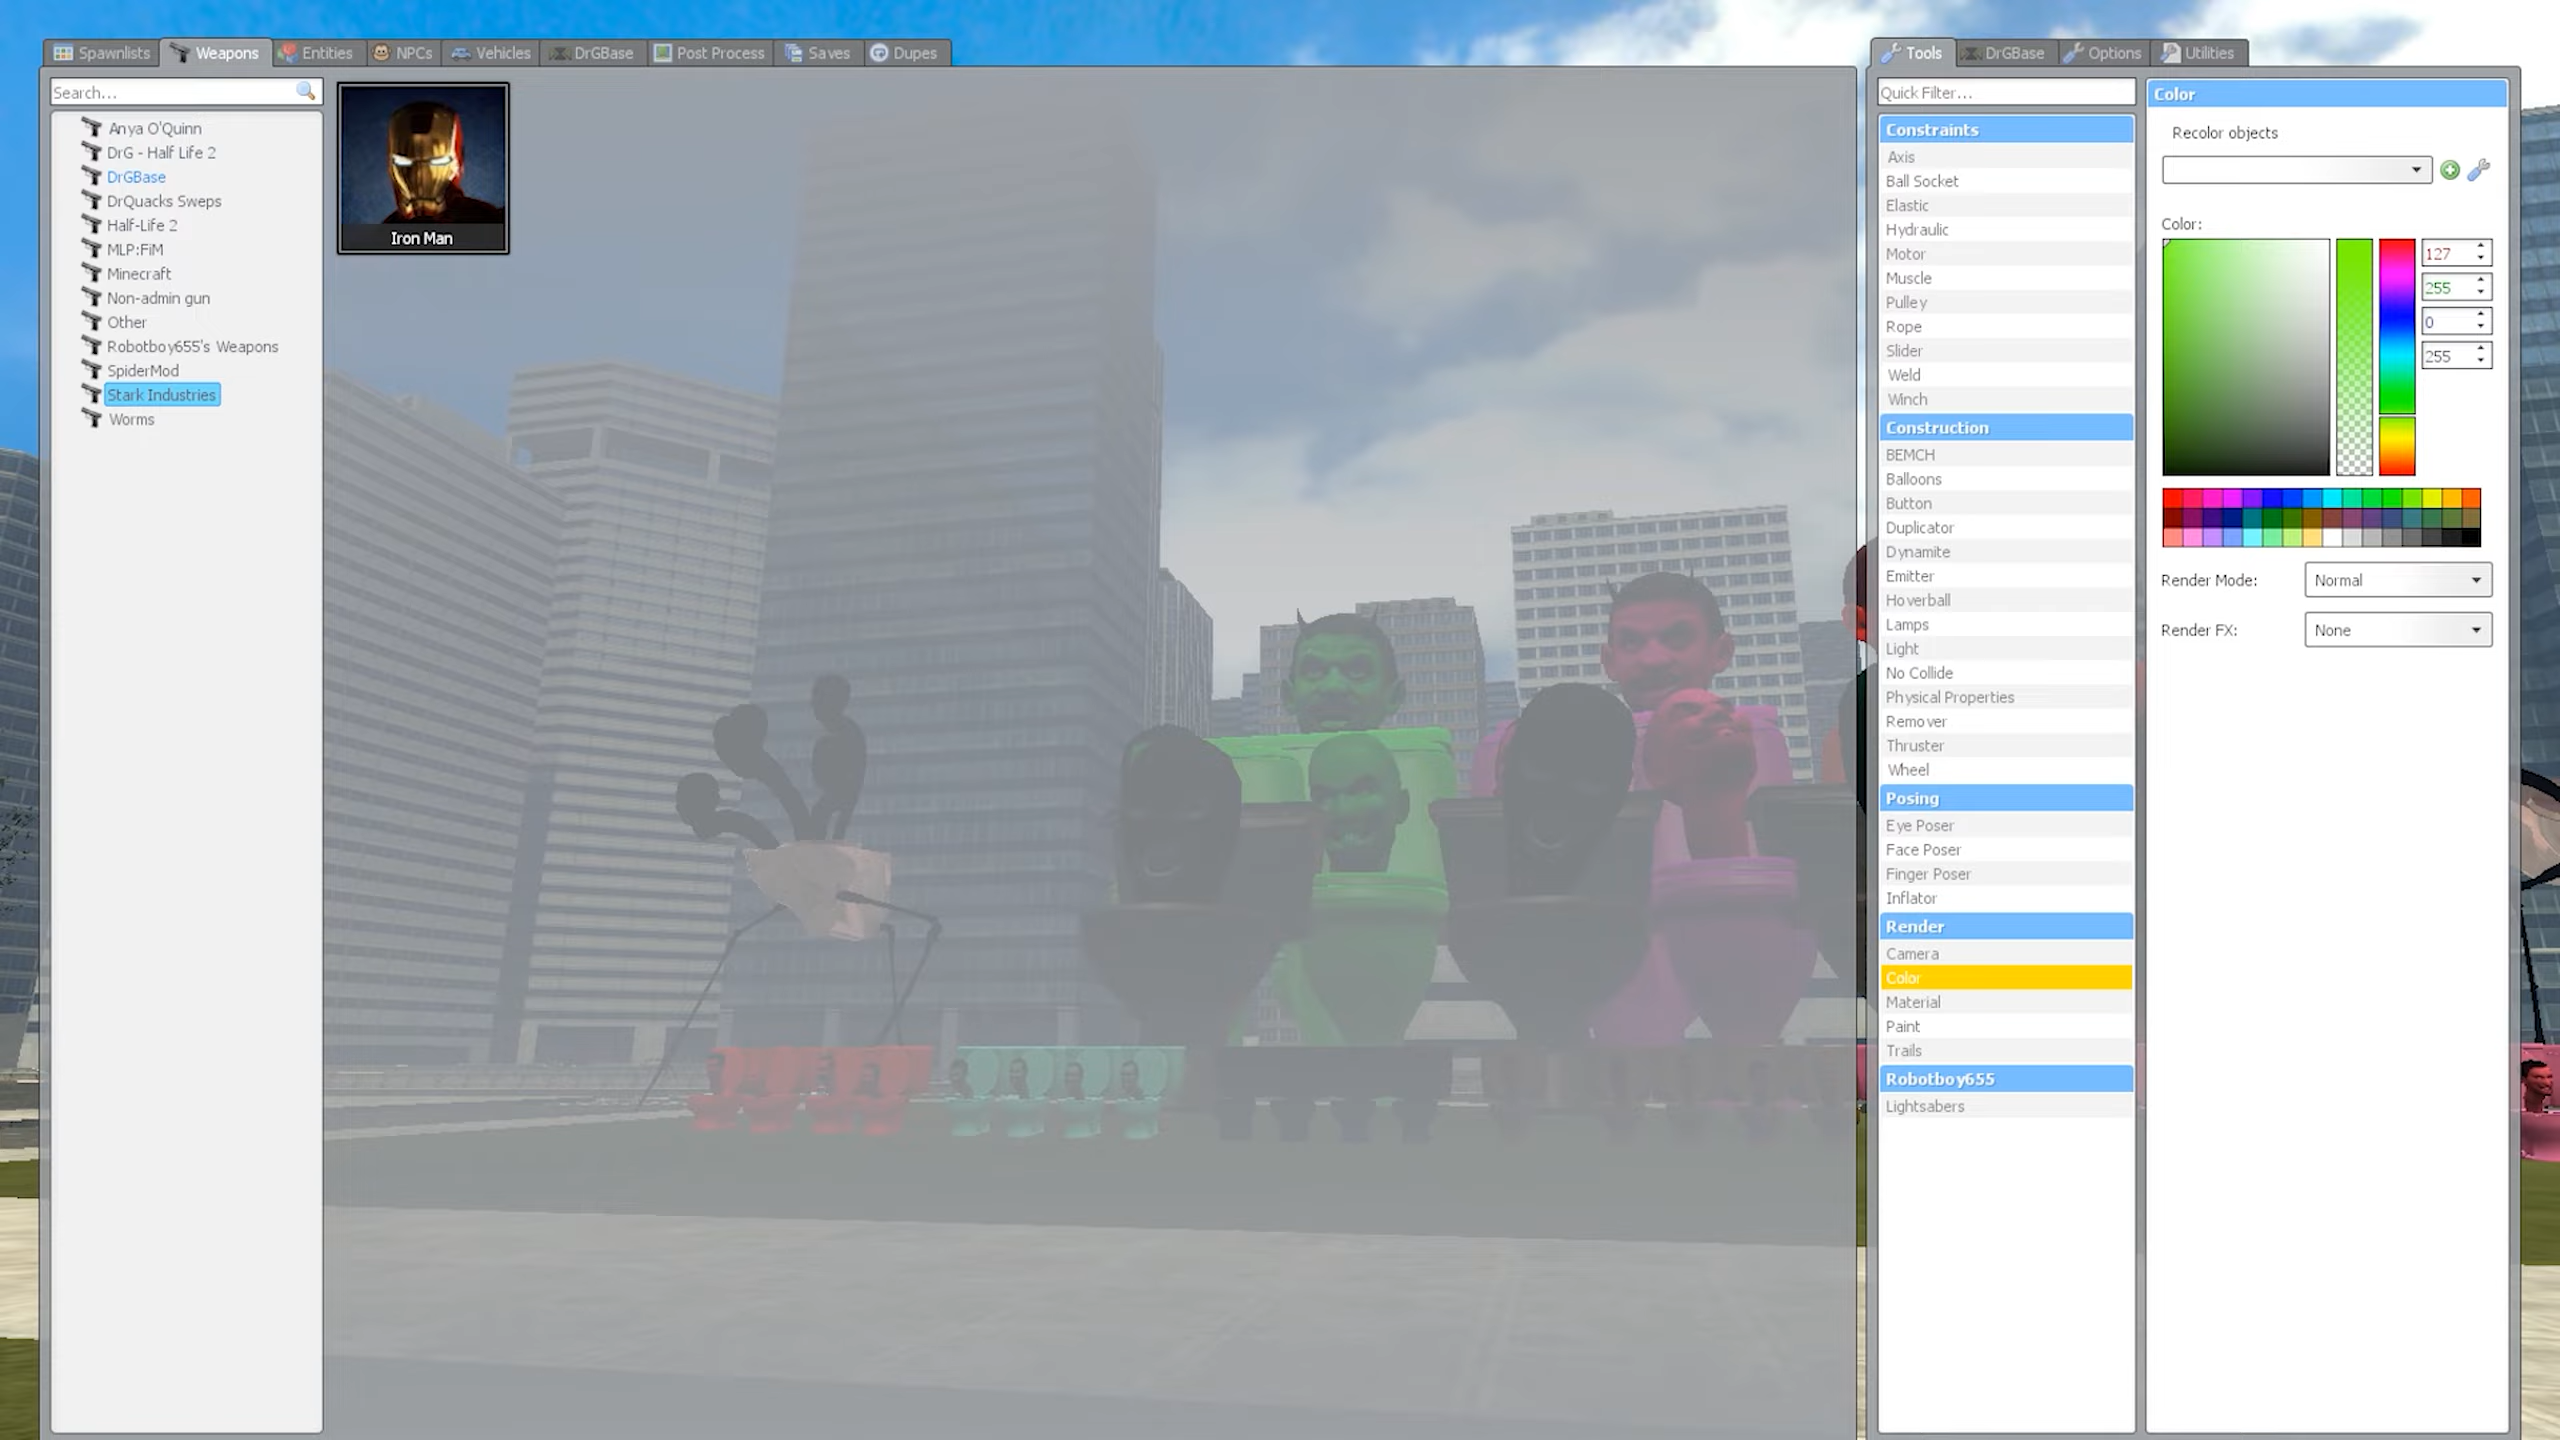 Spawnlists
Weapons
Entities
NPCs
Vehicles
DrGBase
Post Process
Saves
Dupes
Search...
Anya O'Quinn
DrG - Half Life 2
DrGBase
DrQuacks Sweps
Half-Life 2
MLP:FiM
Minecraft
Non-admin gun
Other
Robotboy655's Weapons
SpiderMod
Stark Industries
Worms
Iron Man
Tools
DrGBase
Options
Utilities
Quick Filter...
Constraints
Axis
Ball Socket
Elastic
Hydraulic
Motor
Muscle
Pulley
Rope
Slider
Weld
Winch
Construction
BEMCH
Balloons
Button
Duplicator
Dynamite
Emitter
Hoverball
Lamps
Light
No Collide
Physical Properties
Remover
Thruster
Wheel
Posing
Eye Poser
Face Poser
Finger Poser
Inflator
Render
Camera
Color
Material
Paint
Trails
Robotboy655
Lightsabers
Color
Recolor objects
Color:
127
255
0
255
Render Mode:
Normal
Render FX:
None